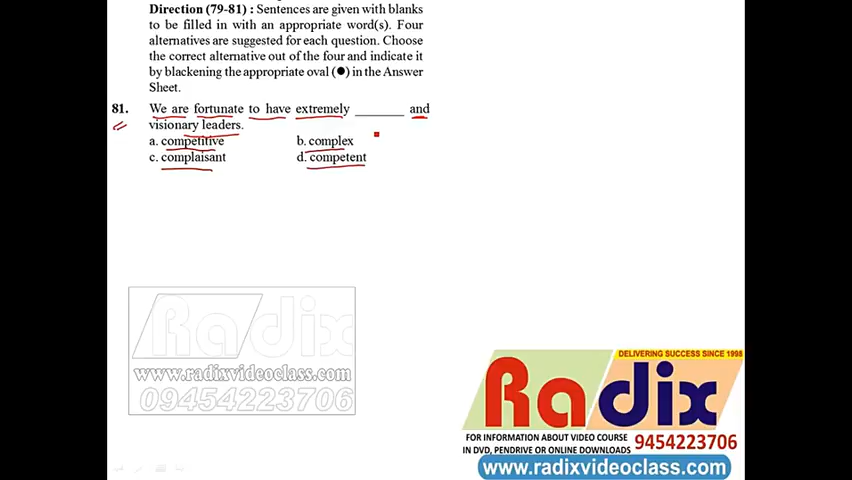 Direction (79-81) : Sentences are given with blanks
to be filled in with an appropriate word(s). Four
alternatives are suggested for each question. Choose
the correct alternative out of the four and indicate it
by blackening the appropriate oval (●) in the Answer
Sheet.
81. We are fortunate to have extremely ______ and
visionary leaders.
a. competitive b. complex
c. complaisant d. competent
Radix
www.radixvideoclass.com
09454223706
DELIVERING SUCCESS SINCE 1998
Radix
FOR INFORMATION ABOUT VIDEO COURSE
IN DVD, PENDRIVE OR ONLINE DOWNLOADS 9454223706
www.radixvideoclass.com